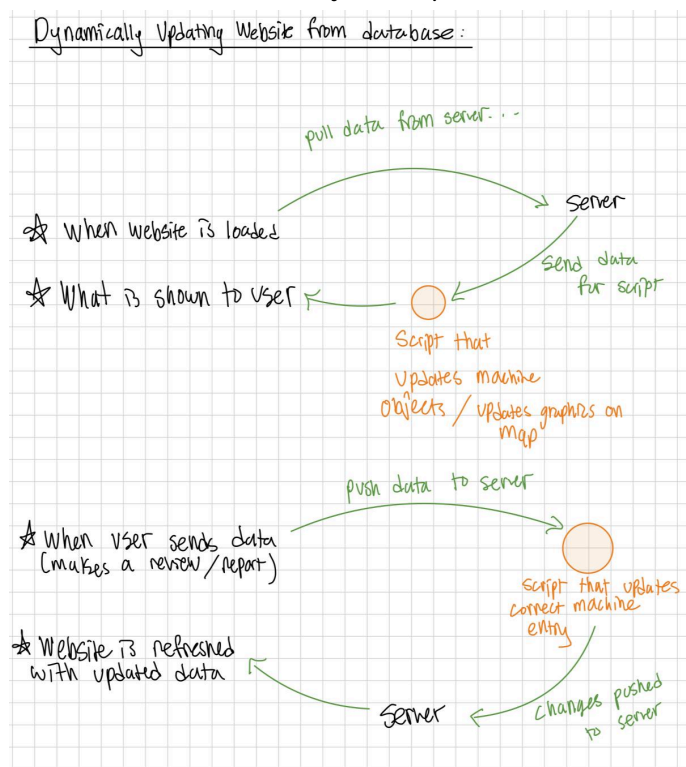 Dynamically Updating Website from database:
pull data from server...
server
☆ When website is loaded
send data
for script
☆ What is shown to user
Script that
updates machine
objects / updates graphics on
map
push data to server
☆ When user sends data
(makes a review/report)
script that updates
correct machine
entry
☆ Website is refreshed
with updated data
changes pushed
to server
server